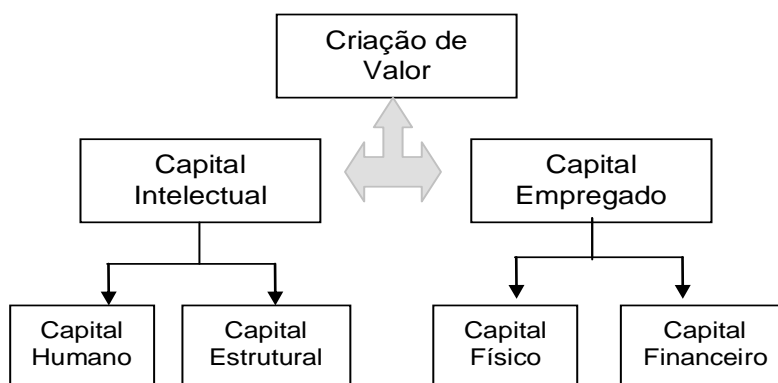 Criação de
Valor
Capital
Intelectual
Capital
Empregado
Capital
Humano
Capital
Estrutural
Capital
Físico
Capital
Financeiro